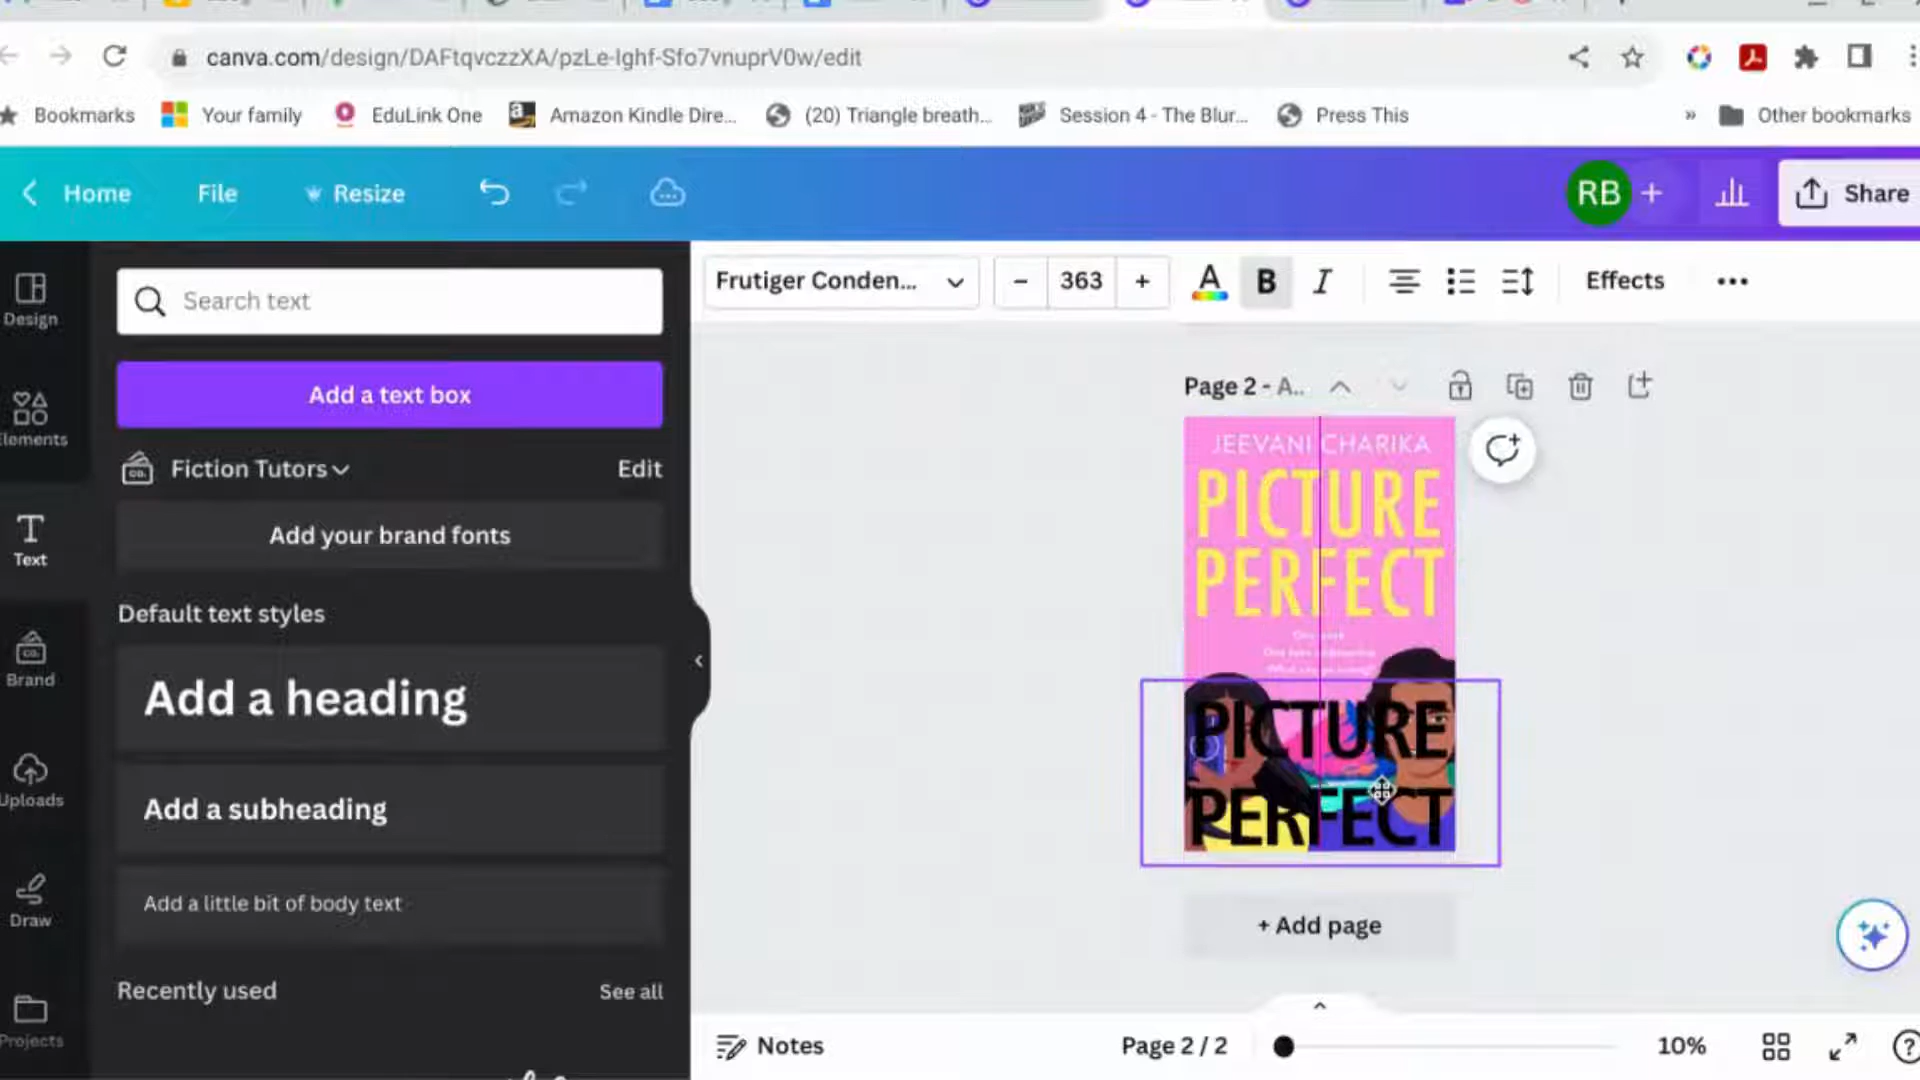 canva.com/design/DAFtqvczzXA/pzLe-Ighf-Sfo7vnuprV0w/edit
Bookmarks Your family EduLink One Amazon Kindle Dire... (20) Triangle breath... Session 4 - The Blur... Press This » Other bookmarks
Home File Resize RB + Share
Search text
Frutiger Conden... − 363 + A B I Effects ...
Design
Add a text box
Page 2 - A..
Elements
Fiction Tutors Edit
JEEVANI CHARIKA
PICTURE
PERFECT
Add your brand fonts
Text
Default text styles
Brand
Add a heading
PICTURE
PERFECT
Uploads
Add a subheading
Draw
Add a little bit of body text
+ Add page
Recently used See all
Projects
Notes Page 2 / 2 10% ?